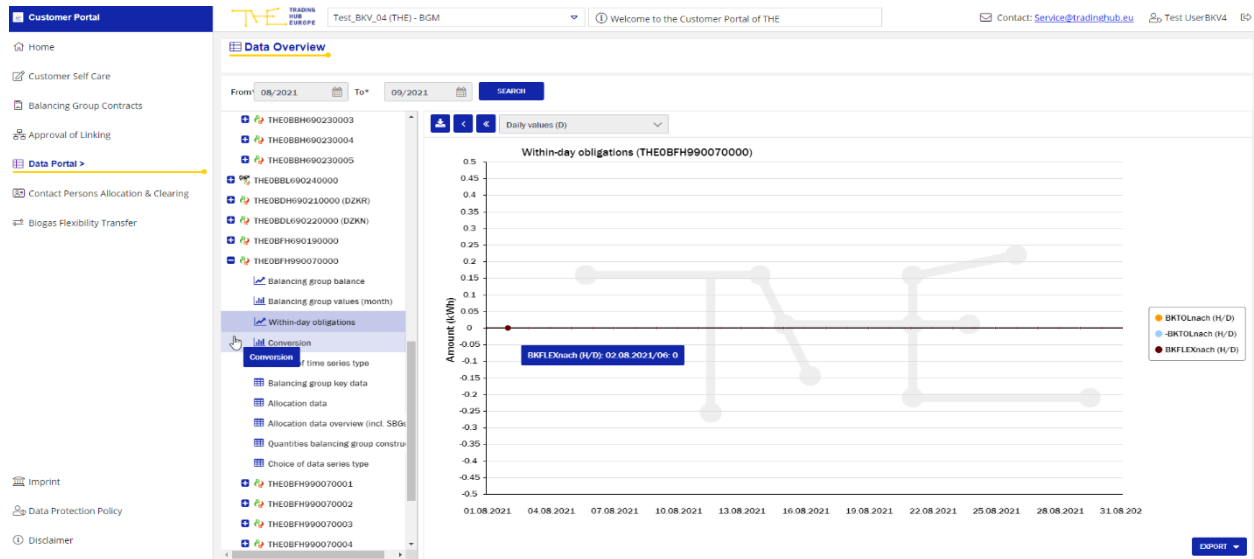 Customer Portal
TRADING
HUB
EUROPE
Test_BKV_04 (THE) - BGM
Welcome to the Customer Portal of THE
Contact: Service@tradinghub.eu
Test UserBKV4
Home
Customer Self Care
Balancing Group Contracts
Approval of Linking
Data Portal >
Contact Persons Allocation & Clearing
Biogas Flexibility Transfer
Imprint
Data Protection Policy
Disclaimer
Data Overview
From* 08/2021 To* 09/2021 SEARCH
THE0BBH690230003
THE0BBH690230004
THE0BBH690230005
THE0BBL690240000
THE0BDH690210000 (DZKR)
THE0BDL690220000 (DZKN)
THE0BFH690190000
THE0BFH990070000
Balancing group balance
Balancing group values (month)
Within-day obligations
Conversion
Conversion
of time series type
Balancing group key data
Allocation data
Allocation data overview (incl. SBGs
Quantities balancing group constru
Choice of data series type
THE0BFH990070001
THE0BFH990070002
THE0BFH990070003
THE0BFH990070004
Daily values (D)
Within-day obligations (THE0BFH990070000)
Amount (kWh)
0.5
0.45
0.4
0.35
0.3
0.25
0.2
0.15
0.1
0.05
0
-0.05
-0.1
-0.15
-0.2
-0.25
-0.3
-0.35
-0.4
-0.45
-0.5
BKFLEXnach (H/D): 02.08.2021/06: 0
01.08.2021 04.08.2021 07.08.2021 10.08.2021 13.08.2021 16.08.2021 19.08.2021 22.08.2021 25.08.2021 28.08.2021 31.08.202
BKTOLnach (H/D)
-BKTOLnach (H/D)
BKFLEXnach (H/D)
EXPORT